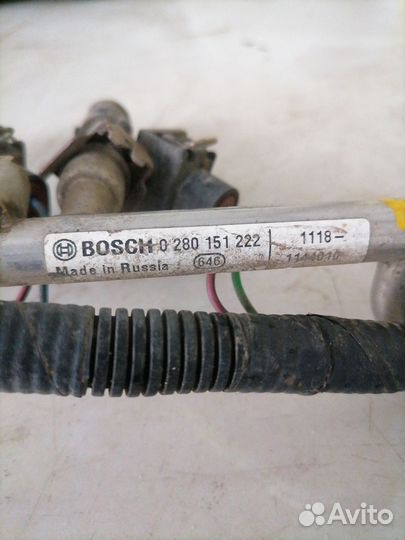 BOSCH 0 280 151 222 1118-
Made in Russia 646 1144010
Avito